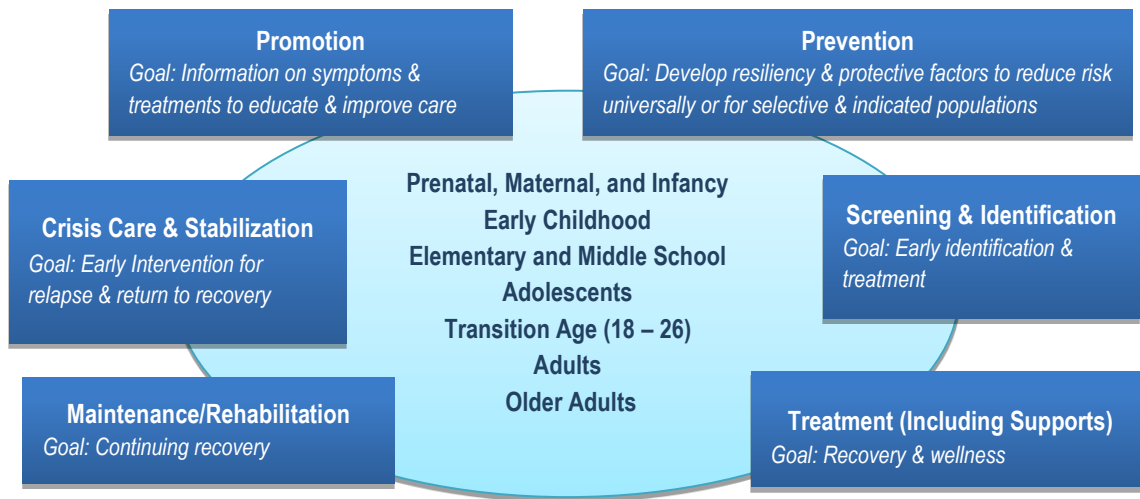 Promotion
Goal: Information on symptoms &
treatments to educate & improve care
Prevention
Goal: Develop resiliency & protective factors to reduce risk
universally or for selective & indicated populations
Crisis Care & Stabilization
Goal: Early Intervention for
relapse & return to recovery
Prenatal, Maternal, and Infancy
Early Childhood
Elementary and Middle School
Adolescents
Transition Age (18 – 26)
Adults
Older Adults
Screening & Identification
Goal: Early identification &
treatment
Maintenance/Rehabilitation
Goal: Continuing recovery
Treatment (Including Supports)
Goal: Recovery & wellness